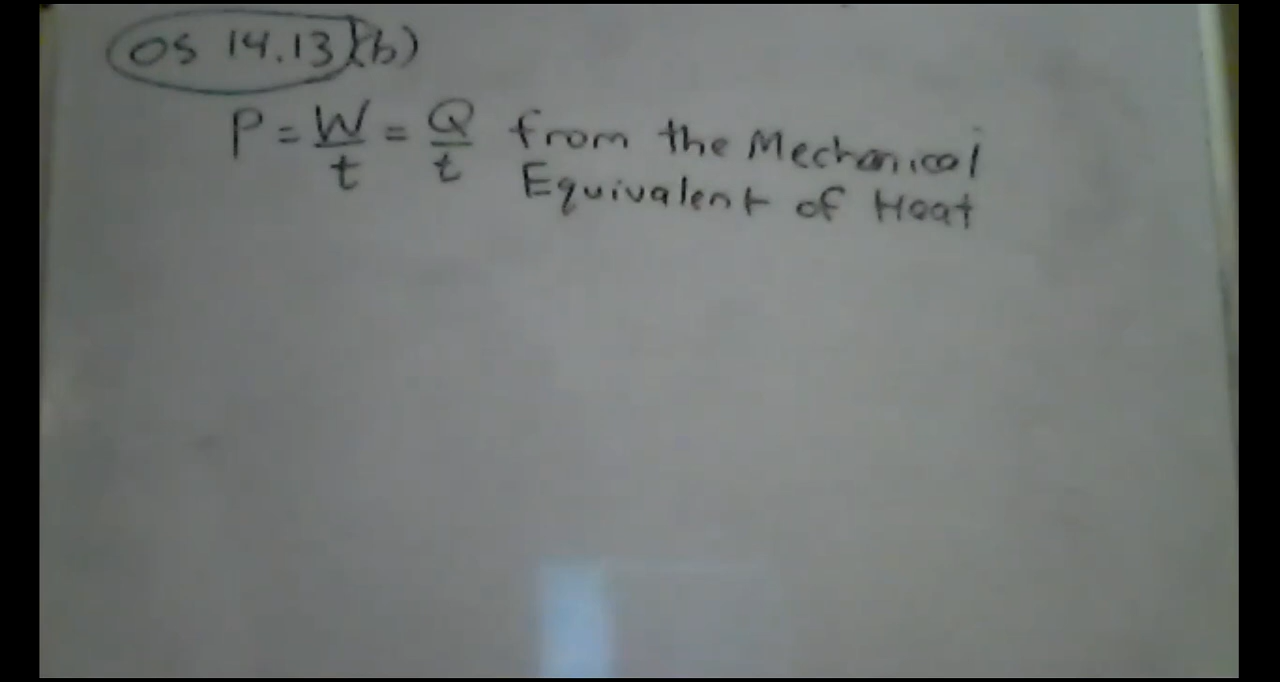 OS 14.13)(b)
P = W/t = Q/t from the Mechanical
Equivalent of Heat